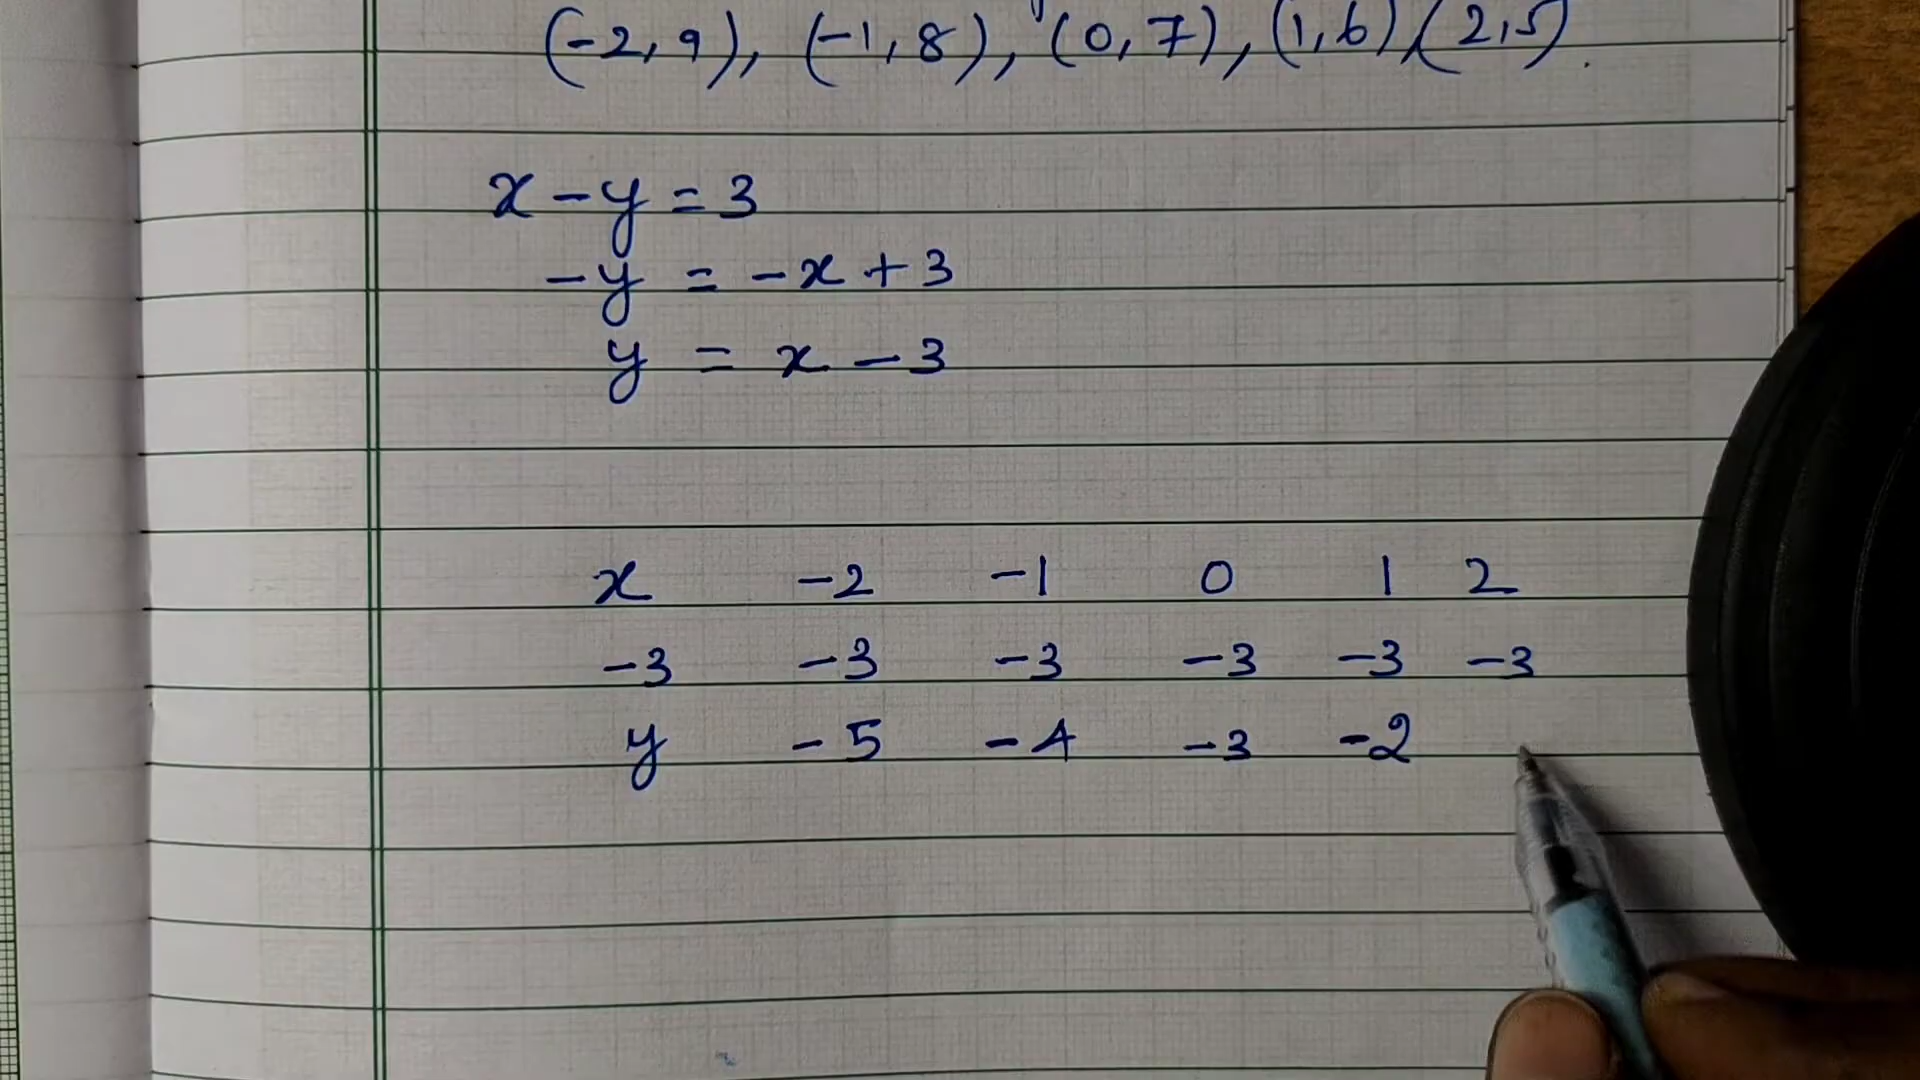 (-2,9), (-1,8), (0,7), (1,6), (2,5).
x - y = 3
-y = -x + 3
y = x - 3
x -2 -1 0 1 2
-3 -3 -3 -3 -3 -3
y -5 -4 -3 -2